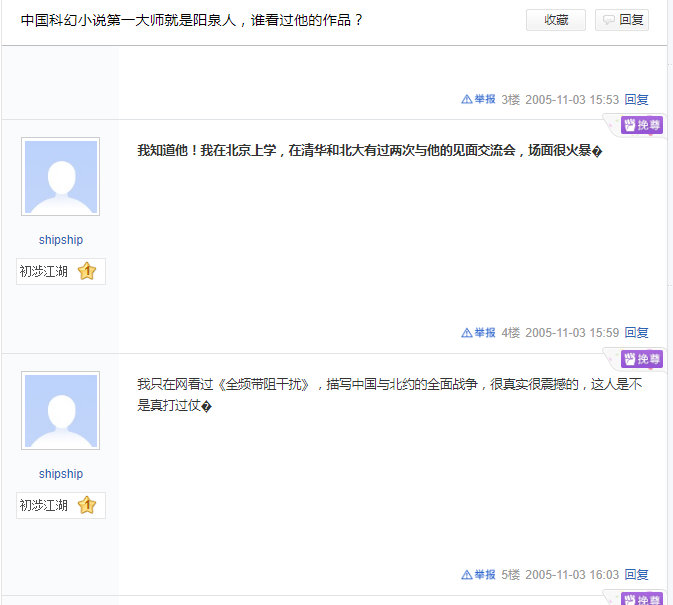 中国科幻小说第一大师就是阳泉人，谁看过他的作品？
收藏
回复
举报 3楼 2005-11-03 15:53 回复
挽尊
我知道他！我在北京上学，在清华和北大有过两次与他的见面交流会，场面很火暴�
shipship
初涉江湖 1
举报 4楼 2005-11-03 15:59 回复
挽尊
我只在网看过《全频带阻干扰》，描写中国与北约的全面战争，很真实很震撼的，这人是不
是真打过仗�
shipship
初涉江湖 1
举报 5楼 2005-11-03 16:03 回复
挽尊